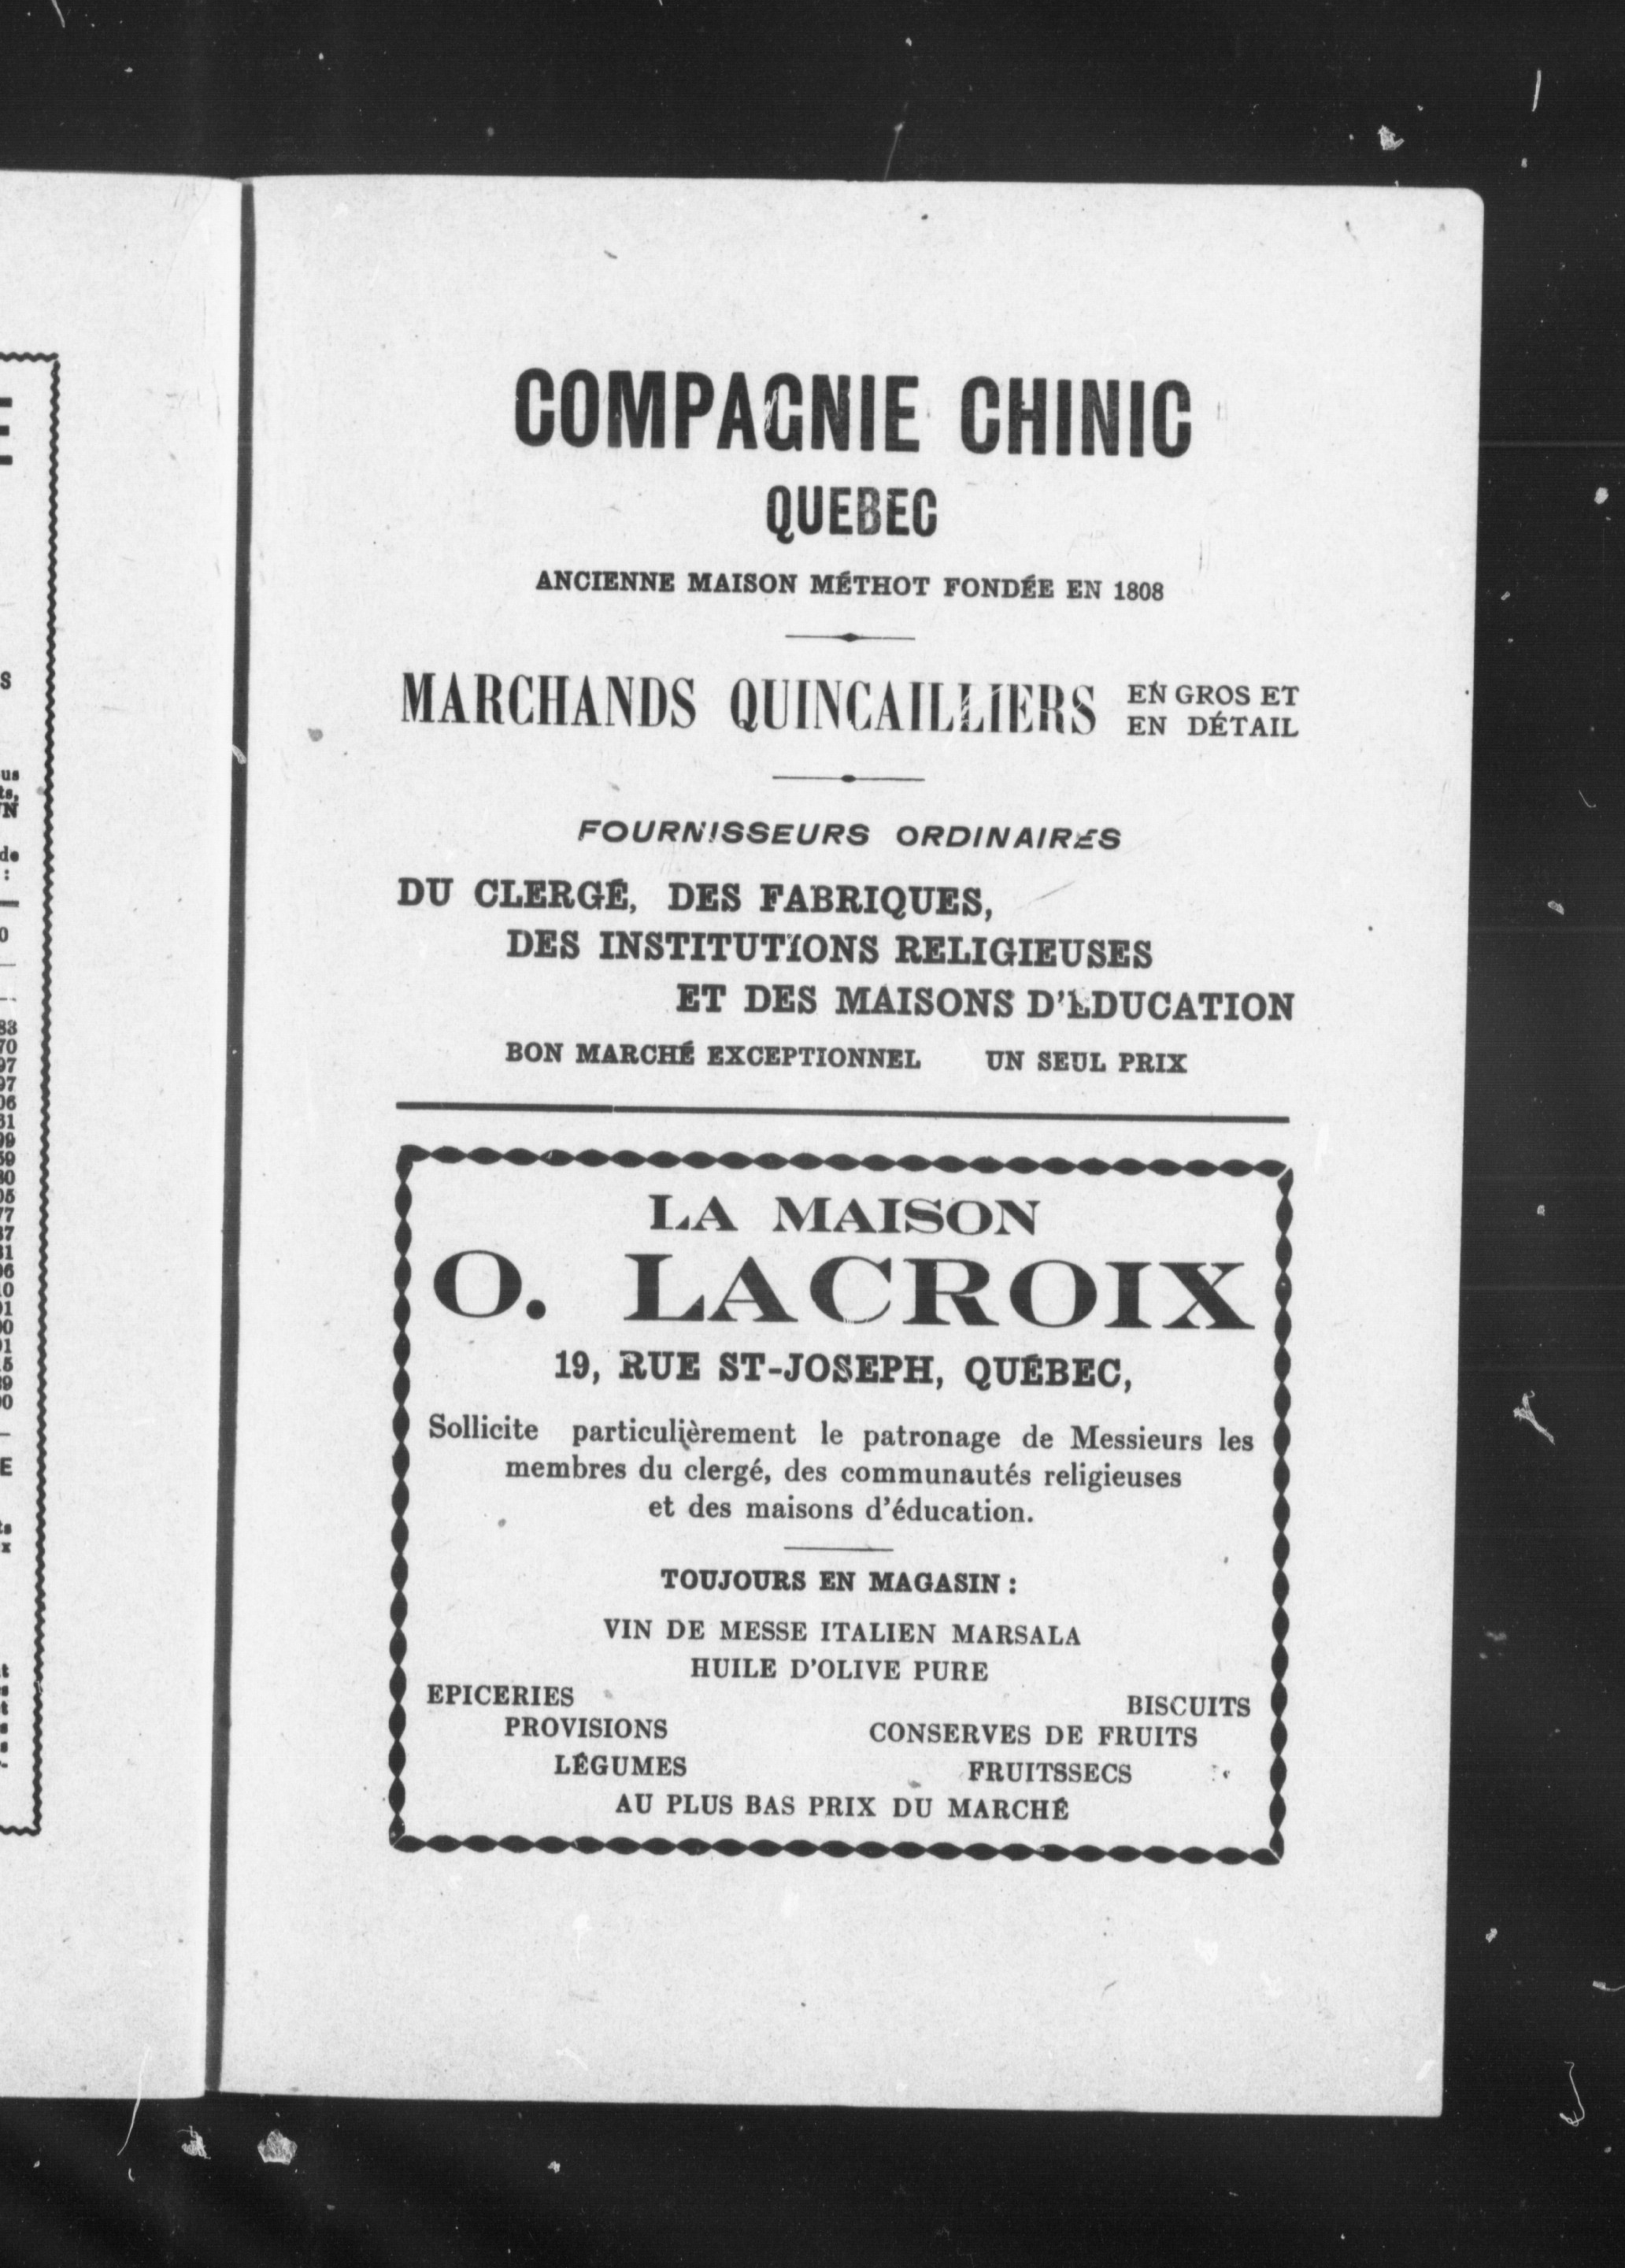 COMPAGNIE CHINIC
QUEBEC
ANCIENNE MAISON MÉTHOT FONDÉE EN 1808
MARCHANDS QUINCAILLIERS EN GROS ET
EN DÉTAIL
FOURNISSEURS ORDINAIRES
DU CLERGÉ, DES FABRIQUES,
DES INSTITUTIONS RELIGIEUSES
ET DES MAISONS D'ÉDUCATION
BON MARCHÉ EXCEPTIONNEL UN SEUL PRIX
LA MAISON
O. LACROIX
19, RUE ST-JOSEPH, QUÉBEC,
Sollicite particulièrement le patronage de Messieurs les
membres du clergé, des communautés religieuses
et des maisons d'éducation.
TOUJOURS EN MAGASIN :
VIN DE MESSE ITALIEN MARSALA
HUILE D'OLIVE PURE
EPICERIES BISCUITS
PROVISIONS CONSERVES DE FRUITS
LÉGUMES FRUITSSECS
AU PLUS BAS PRIX DU MARCHÉ